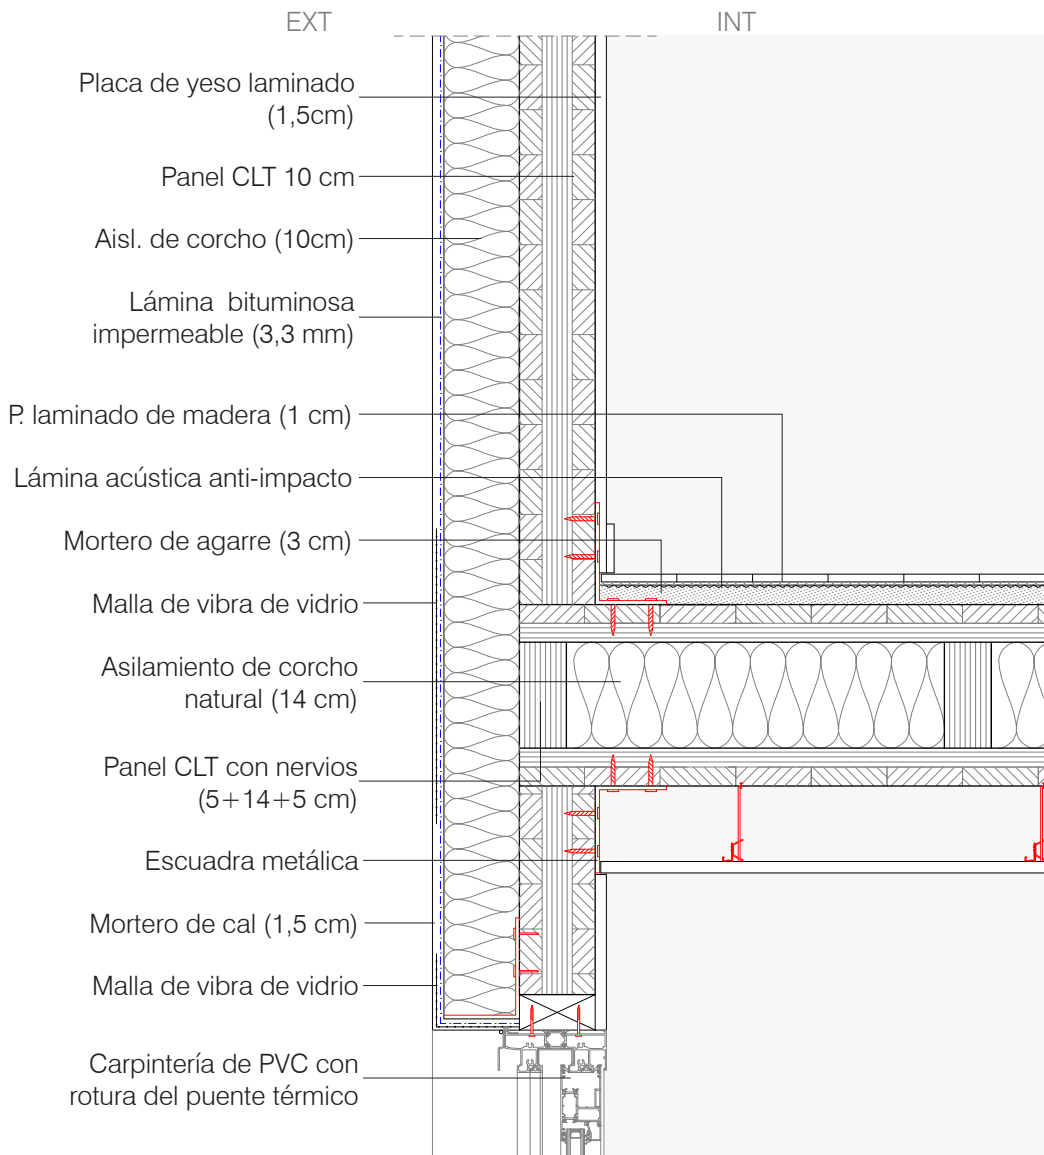 EXT
INT
Placa de yeso laminado
(1,5cm)
Panel CLT 10 cm
Aisl. de corcho (10cm)
Lámina bituminosa
impermeable (3,3 mm)
P. laminado de madera (1 cm)
Lámina acústica anti-impacto
Mortero de agarre (3 cm)
Malla de vibra de vidrio
Asilamiento de corcho
natural (14 cm)
Panel CLT con nervios
(5+14+5 cm)
Escuadra metálica
Mortero de cal (1,5 cm)
Malla de vibra de vidrio
Carpintería de PVC con
rotura del puente térmico